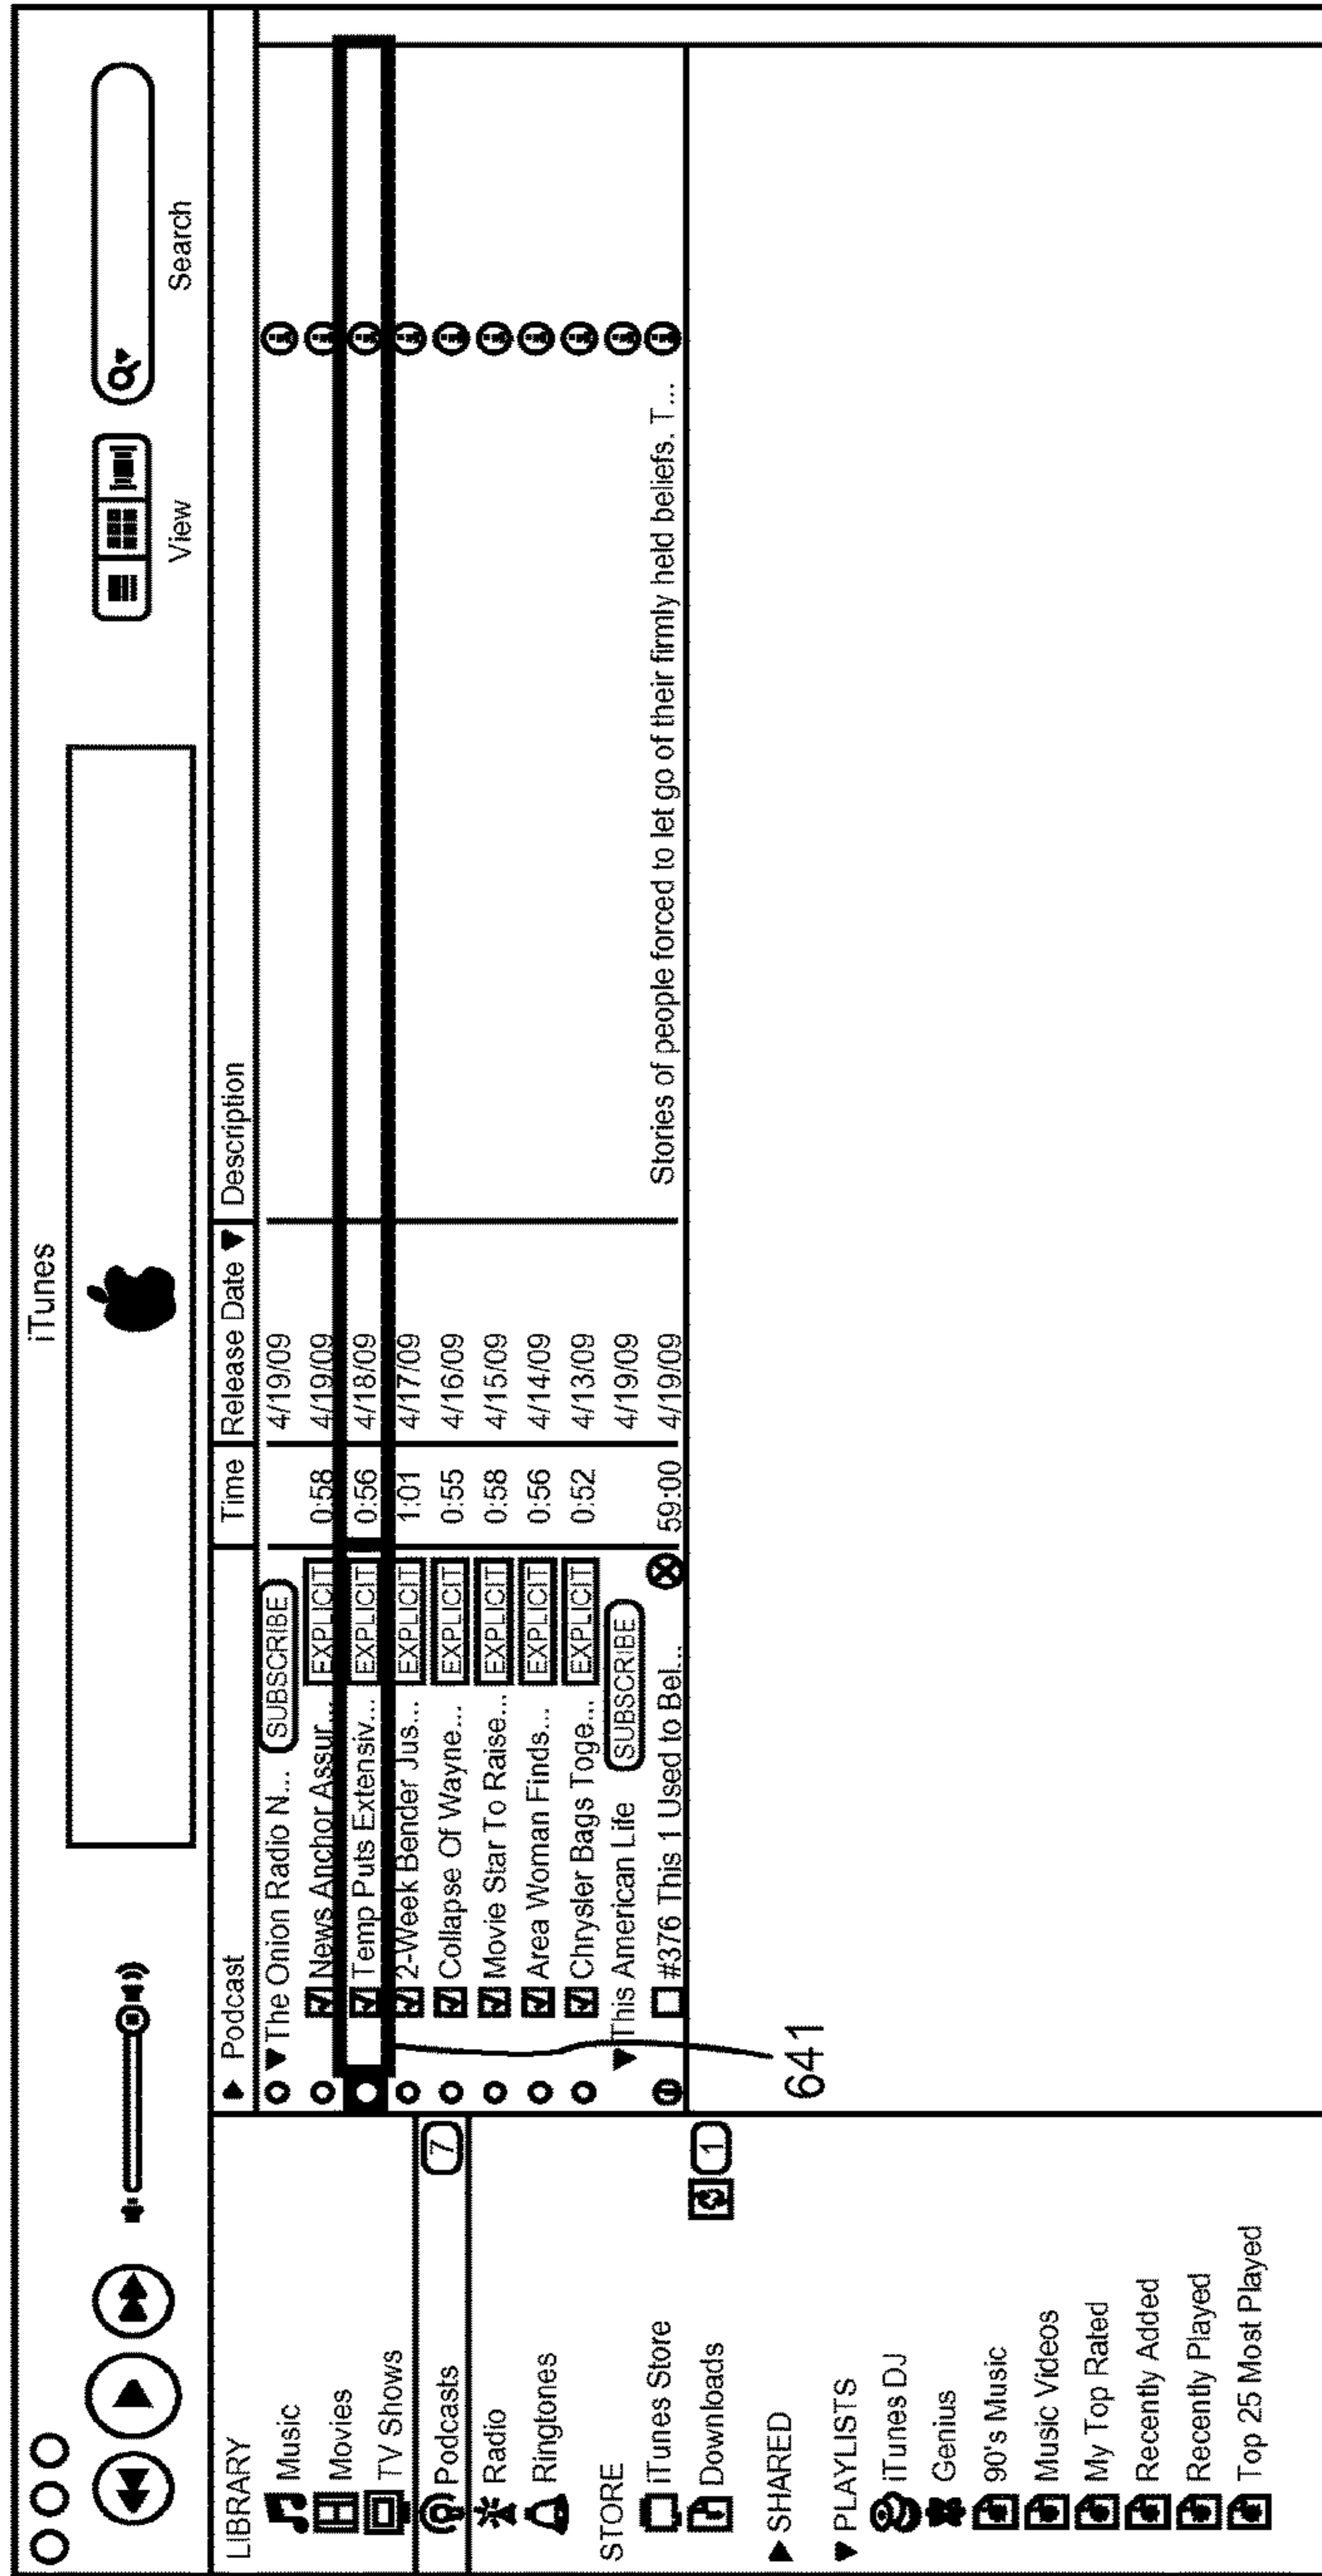 iTunes
View
Search
LIBRARY
Music
Movies
TV Shows
Podcasts 7
Radio
Ringtones
STORE
iTunes Store
Downloads 1
SHARED
PLAYLISTS
iTunes DJ
Genius
90's Music
Music Videos
My Top Rated
Recently Added
Recently Played
Top 25 Most Played
Podcast Time Release Date Description
The Onion Radio N... SUBSCRIBE 4/19/09
News Anchor Assur... EXPLICIT 0:58 4/19/09
Temp Puts Extensiv... EXPLICIT 0:56 4/18/09
2-Week Bender Jus... EXPLICIT 1:01 4/17/09
Collapse Of Wayne... EXPLICIT 0:55 4/16/09
Movie Star To Raise... EXPLICIT 0:58 4/15/09
Area Woman Finds... EXPLICIT 0:56 4/14/09
Chrysler Bags Toge... EXPLICIT 0:52 4/13/09
This American Life SUBSCRIBE 4/19/09
#376 This 1 Used to Bel... 59:00 4/19/09 Stories of people forced to let go of their firmly held beliefs. T...
641